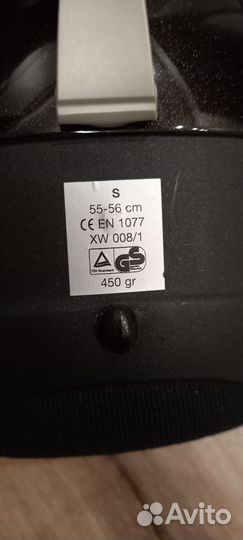 S
55-56 cm
CE EN 1077
XW 008/1
GS
450 gr
Avito